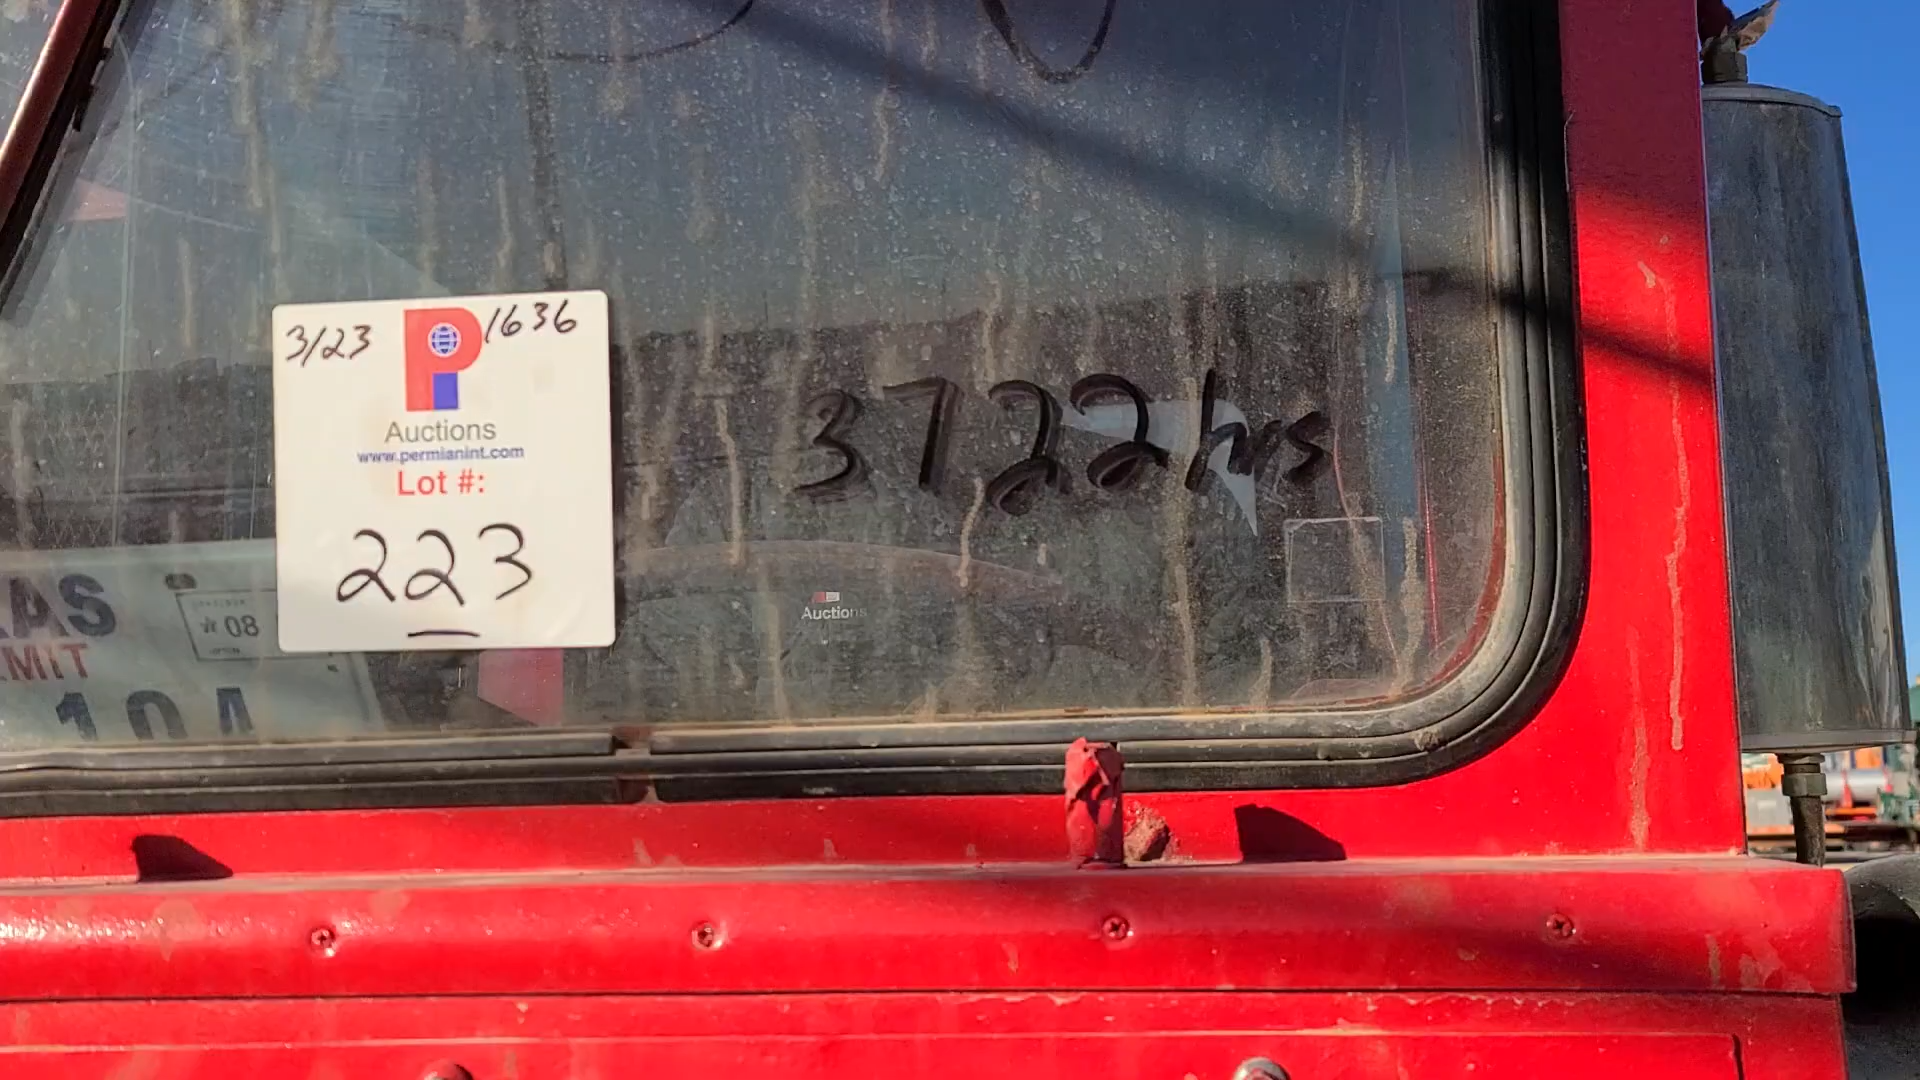 3/23 P 1636
Auctions
www.permianint.com
Lot #:
223
3722 hrs
Auctions
08